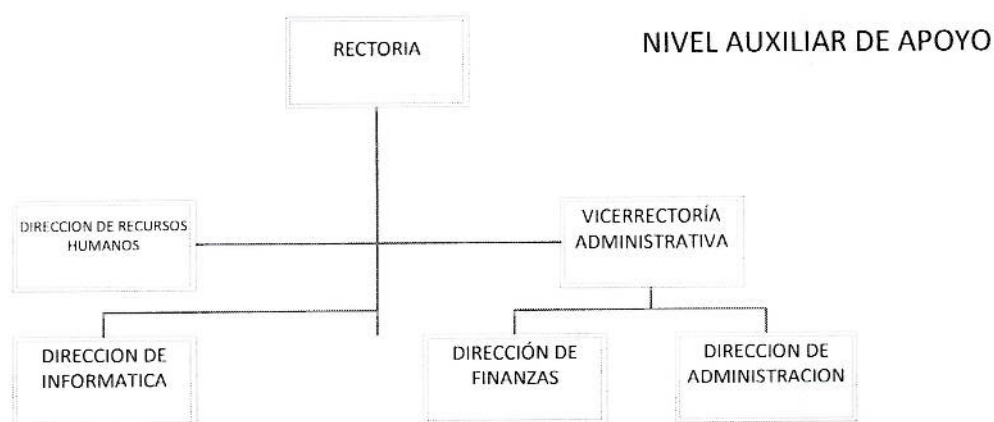 NIVEL AUXILIAR DE APOYO
RECTORIA
DIRECCION DE RECURSOS
HUMANOS
VICERRECTORÍA
ADMINISTRATIVA
DIRECCION DE
INFORMATICA
DIRECCIÓN DE
FINANZAS
DIRECCION DE
ADMINISTRACION